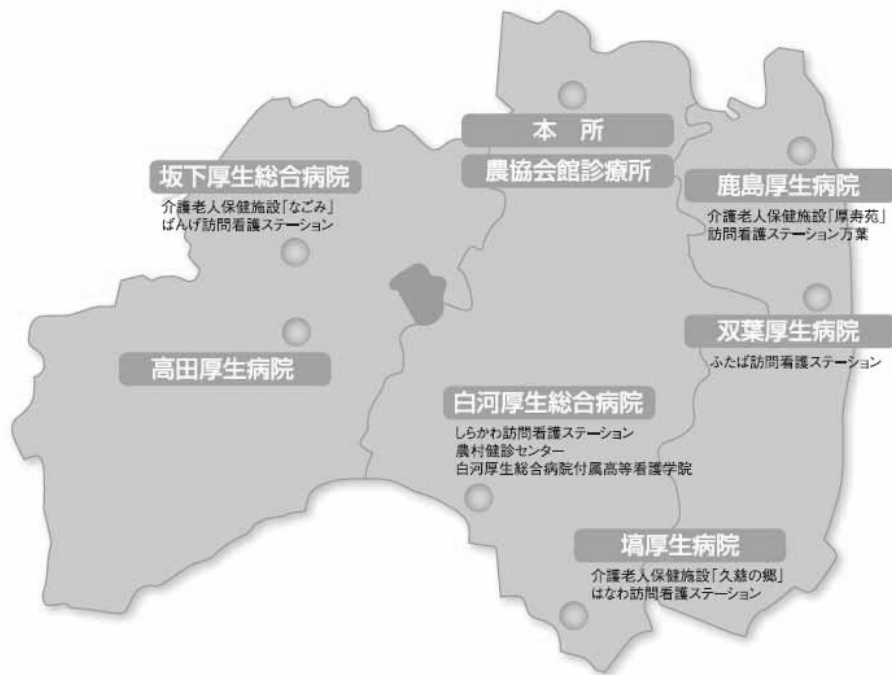 本　所
農協会館診療所
坂下厚生総合病院
介護老人保健施設「なごみ」
ばんげ訪問看護ステーション
鹿島厚生病院
介護老人保健施設「厚寿苑」
訪問看護ステーション万葉
高田厚生病院
双葉厚生病院
ふたば訪問看護ステーション
白河厚生総合病院
しらかわ訪問看護ステーション
農村健診センター
白河厚生総合病院付属高等看護学院
塙厚生病院
介護老人保健施設「久慈の郷」
はなわ訪問看護ステーション